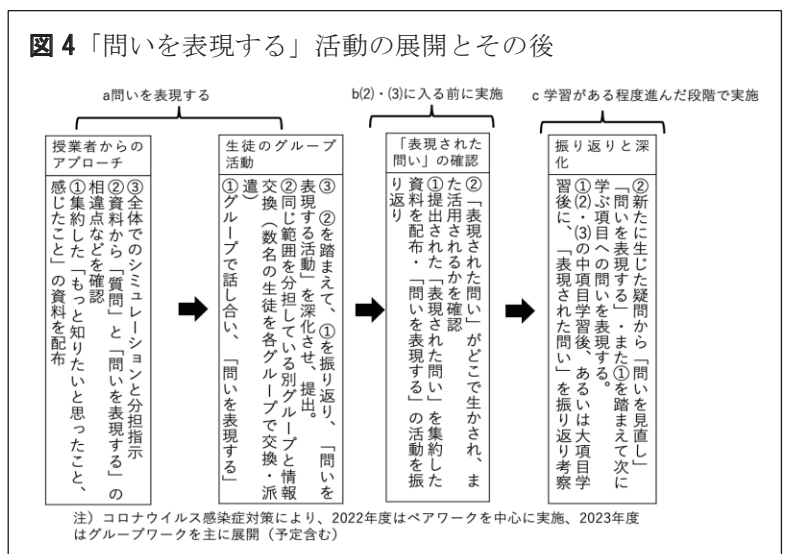 図4「問いを表現する」活動の展開とその後
a問いを表現する
b(2)・(3)に入る前に実施
c 学習がある程度進んだ段階で実施
授業者からの
アプローチ
③全体でのシミュレーションと分担指示
②資料から「質問」と「問いを表現する」の
相違点などを確認
①集約した「もっと知りたいと思ったこと、
感じたこと」の資料を配布
生徒のグループ
活動
③ ②を踏まえて、①を振り返り、「問いを
表現する活動」を深化させ、提出。
②同じ範囲を分担している別グループと情報
交換（数名の生徒を各グループで交換・派
遣）
①グループで話し合い、「問いを表現する」
「表現された
問い」の確認
②「表現された問い」がどこで生かされ、ま
た活用されるかを確認
①提出された「表現された問い」を集約した
資料を配布・「問いを表現する」の活動を振
り返り
振り返りと深
化
②新たに生じた疑問から「問いを見直し」
「問いを表現する」・また①を踏まえて次に
学ぶ項目への問いを表現する。
①(2)・(3)の中項目学習後、あるいは大項目学
習後に、「表現された問い」を振り返り考察
注）コロナウイルス感染症対策により、2022年度はペアワークを中心に実施、2023年度
はグループワークを主に展開（予定含む）